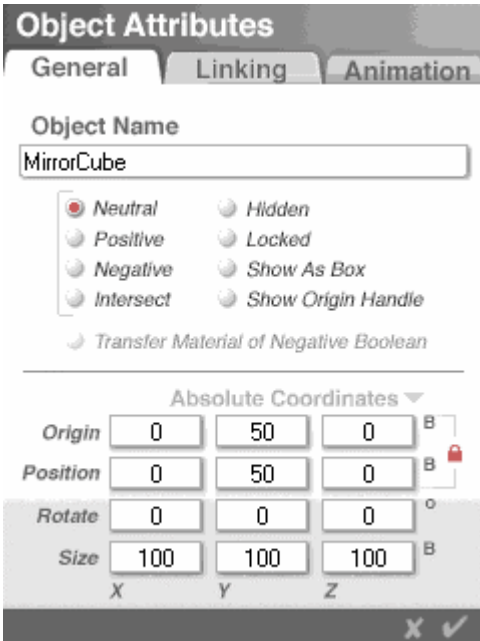 Object Attributes
General Linking Animation
Object Name
MirrorCube
Neutral Hidden
Positive Locked
Negative Show As Box
Intersect Show Origin Handle
Transfer Material of Negative Boolean
Absolute Coordinates
Origin 0 50 0 B
Position 0 50 0 B
Rotate 0 0 0 o
Size 100 100 100 B
X Y Z